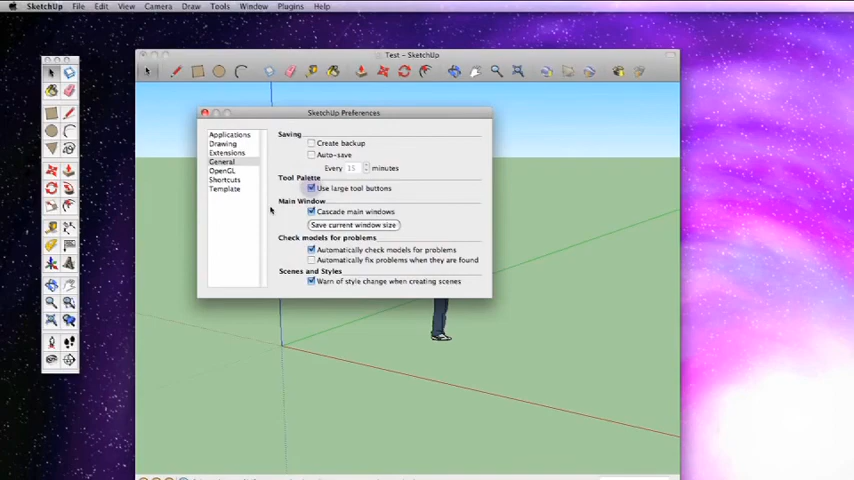 SketchUp File Edit View Camera Draw Tools Window Plugins Help
Test - SketchUp
SketchUp Preferences
Applications
Drawing
Extensions
General
OpenGL
Shortcuts
Template
Saving
Create backup
Auto-save
Every 15 minutes
Tool Palette
Use large tool buttons
Main Window
Cascade main windows
Save current window size
Check models for problems
Automatically check models for problems
Automatically fix problems when they are found
Scenes and Styles
Warn of style change when creating scenes